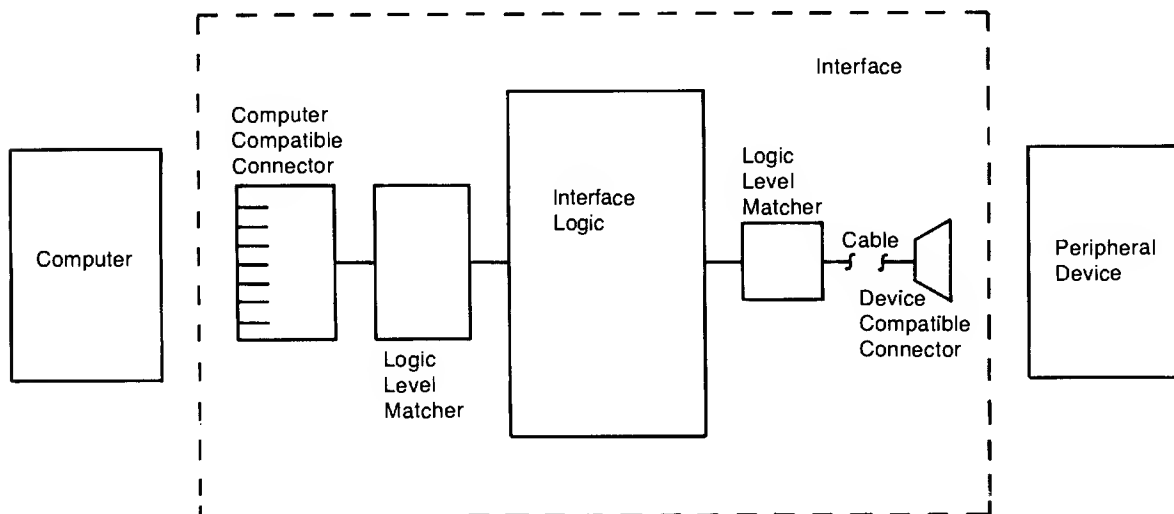 Interface
Computer
Compatible
Connector
Computer
Logic
Level
Matcher
Interface
Logic
Logic
Level
Matcher
Cable
Device
Compatible
Connector
Peripheral
Device